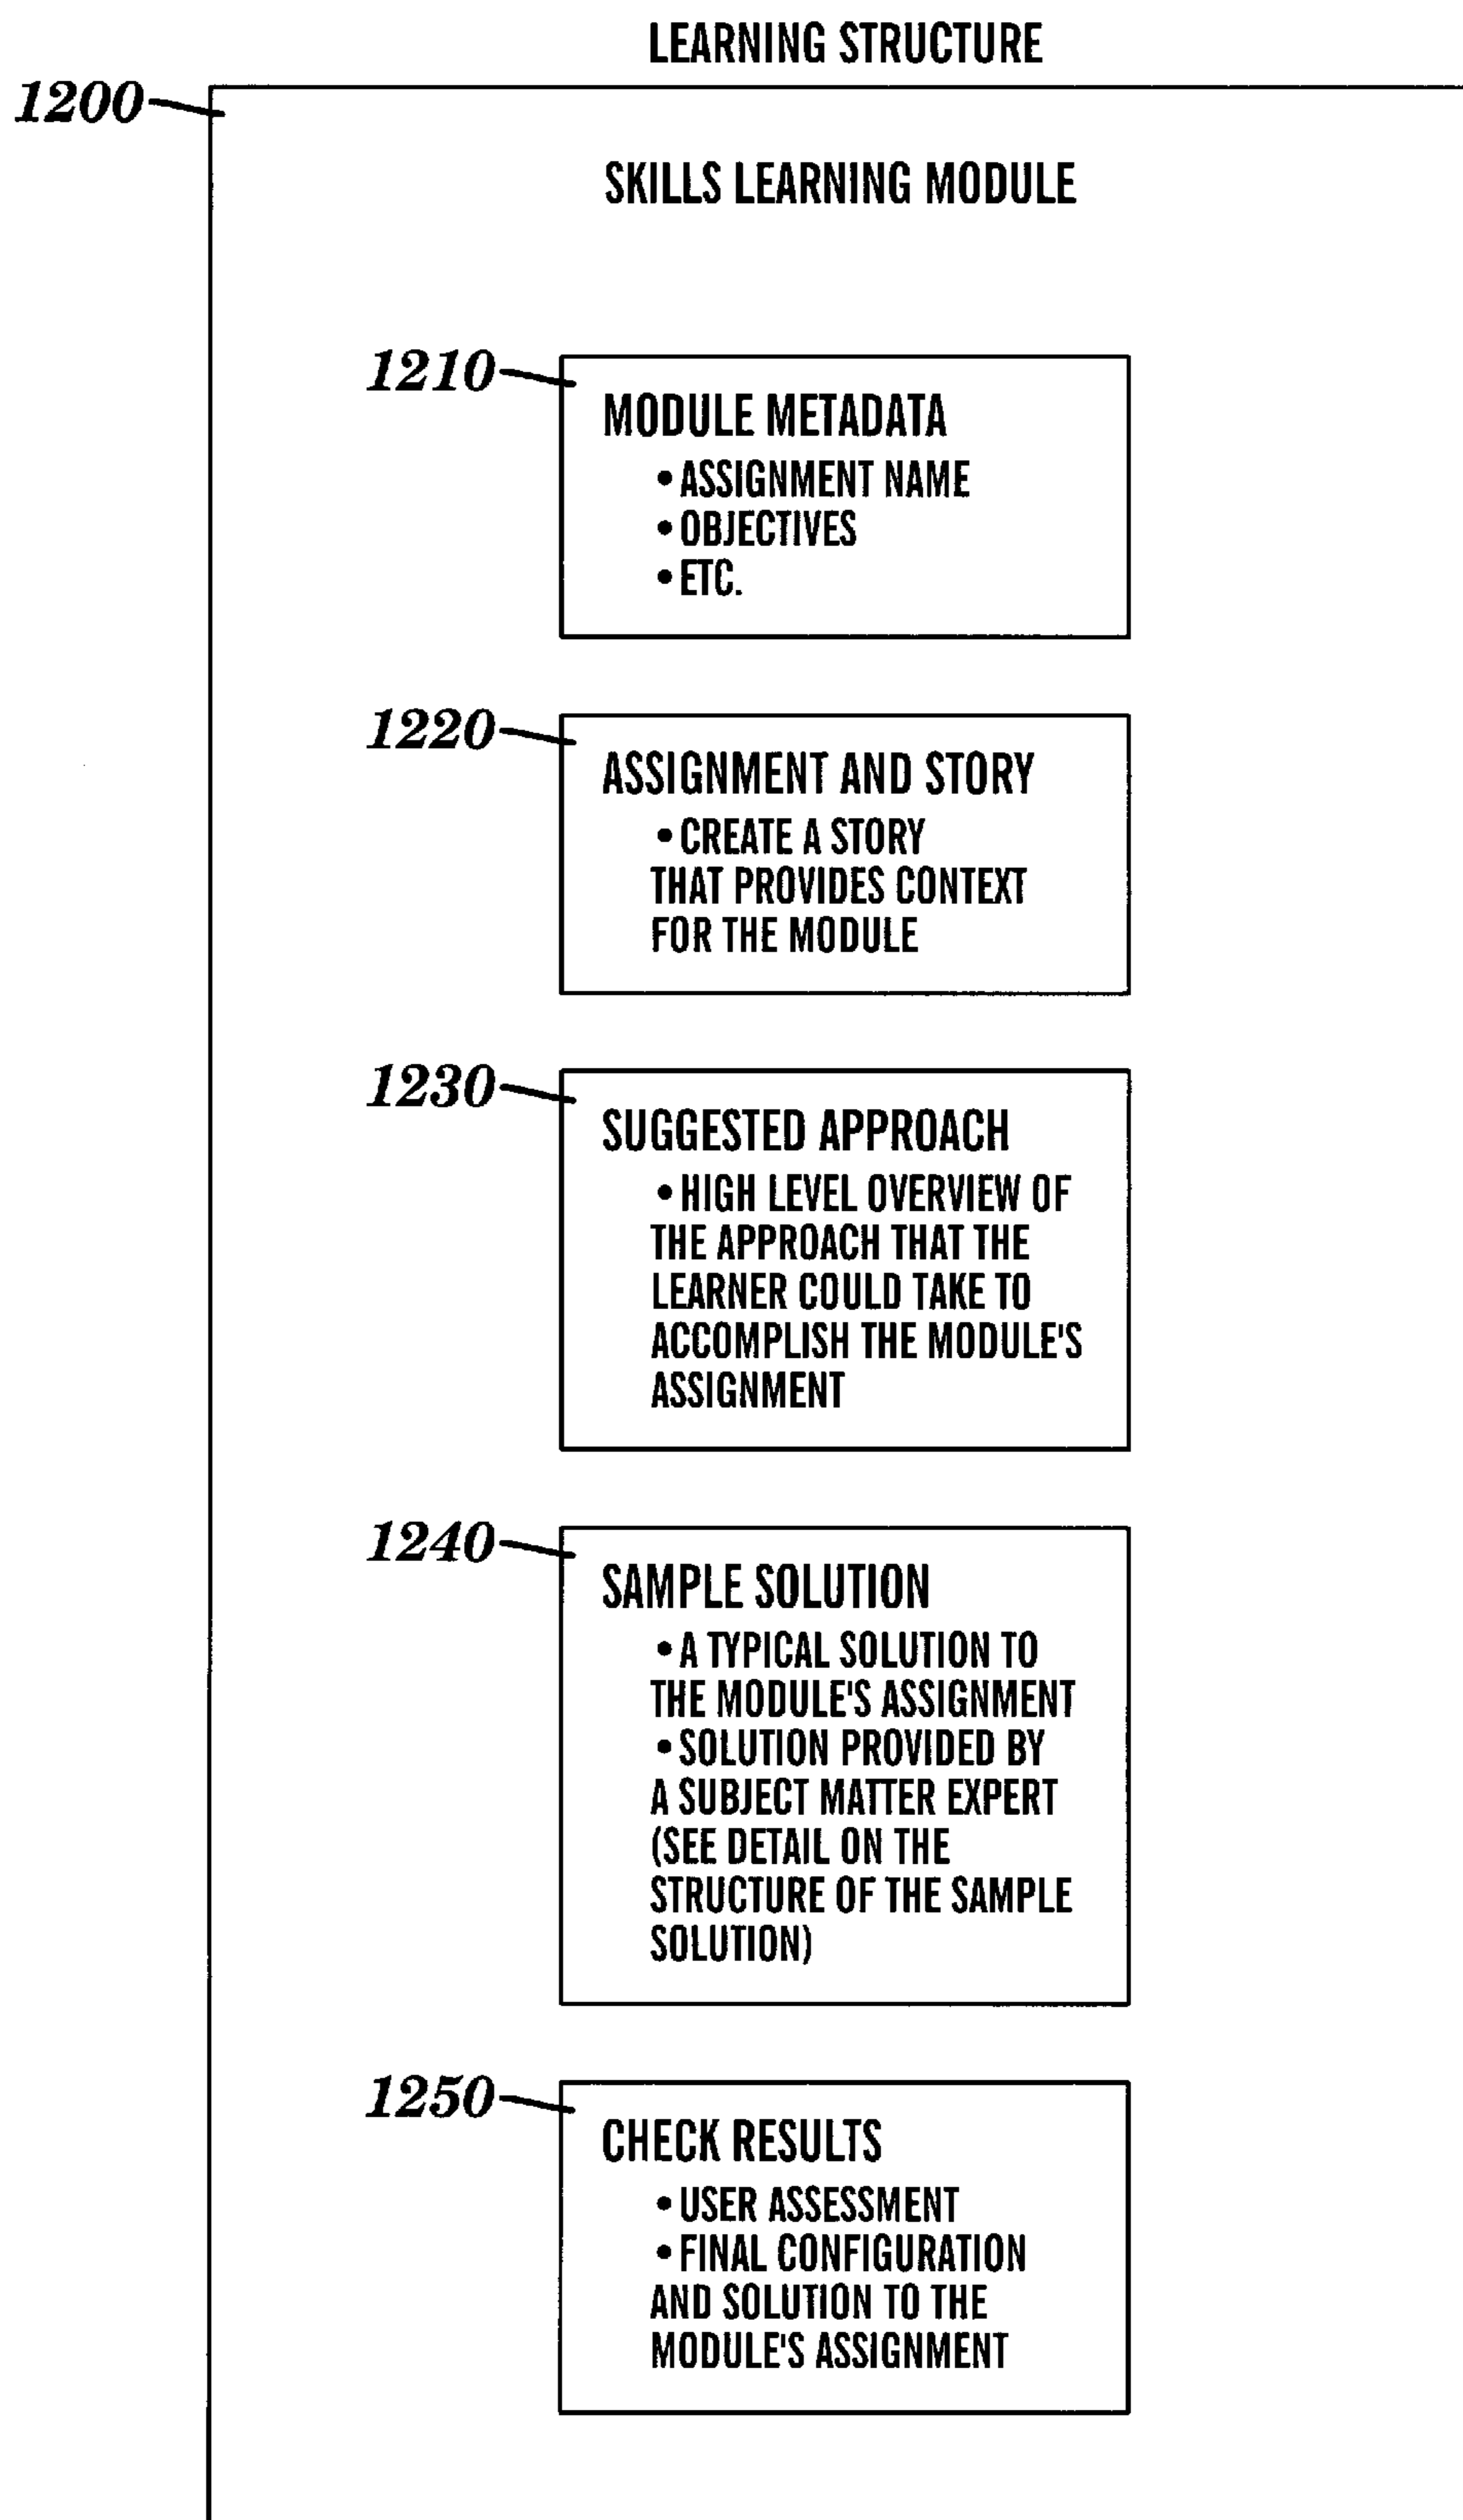 LEARNING STRUCTURE
1200
SKILLS LEARNING MODULE
1210
MODULE METADATA
• ASSIGNMENT NAME
• OBJECTIVES
• ETC.
1220
ASSIGNMENT AND STORY
• CREATE A STORY
THAT PROVIDES CONTEXT
FOR THE MODULE
1230
SUGGESTED APPROACH
• HIGH LEVEL OVERVIEW OF
THE APPROACH THAT THE
LEARNER COULD TAKE TO
ACCOMPLISH THE MODULE'S
ASSIGNMENT
1240
SAMPLE SOLUTION
• A TYPICAL SOLUTION TO
THE MODULE'S ASSIGNMENT
• SOLUTION PROVIDED BY
A SUBJECT MATTER EXPERT
(SEE DETAIL ON THE
STRUCTURE OF THE SAMPLE
SOLUTION)
1250
CHECK RESULTS
• USER ASSESSMENT
• FINAL CONFIGURATION
AND SOLUTION TO THE
MODULE'S ASSIGNMENT